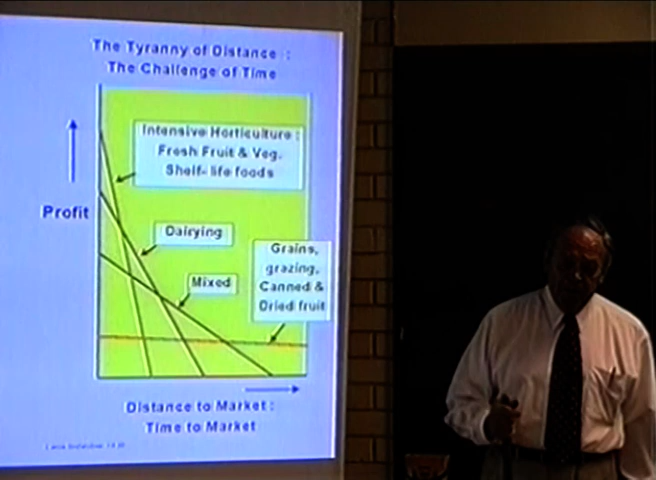 The Tyranny of Distance :
The Challenge of Time
Intensive Horticulture :
Fresh Fruit & Veg.
Shelf- life foods
Profit
Dairying
Grains,
grazing,
Canned &
Dried fruit
Mixed
Distance to Market :
Time to Market